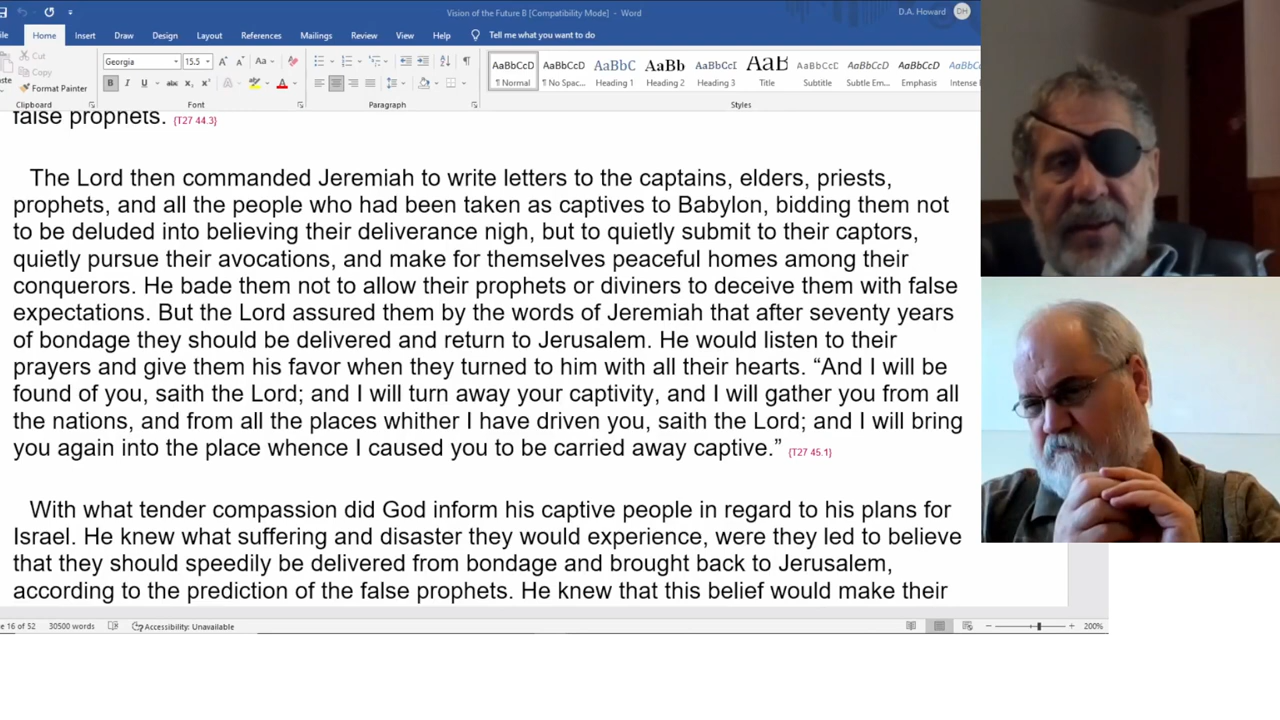 Vision of the Future B [Compatibility Mode] - Word
D.A. Howard
DH
Home Insert Draw Design Layout References Mailings Review View Help Tell me what you want to do
Cut
Copy
Format Painter
Clipboard
Georgia 15.5
Font
Paragraph
AaBbCcD AaBbCcD AaBbC AaBb AaBbCcI AaB AaBbCcD AaBbCcD AaBbCcD
¶ Normal ¶ No Spac... Heading 1 Heading 2 Heading 3 Title Subtitle Subtle Em... Emphasis Intense
Styles
false prophets. {T27 44.3}
The Lord then commanded Jeremiah to write letters to the captains, elders, priests,
prophets, and all the people who had been taken as captives to Babylon, bidding them not
to be deluded into believing their deliverance nigh, but to quietly submit to their captors,
quietly pursue their avocations, and make for themselves peaceful homes among their
conquerors. He bade them not to allow their prophets or diviners to deceive them with false
expectations. But the Lord assured them by the words of Jeremiah that after seventy years
of bondage they should be delivered and return to Jerusalem. He would listen to their
prayers and give them his favor when they turned to him with all their hearts. “And I will be
found of you, saith the Lord; and I will turn away your captivity, and I will gather you from all
the nations, and from all the places whither I have driven you, saith the Lord; and I will bring
you again into the place whence I caused you to be carried away captive.” {T27 45.1}
With what tender compassion did God inform his captive people in regard to his plans for
Israel. He knew what suffering and disaster they would experience, were they led to believe
that they should speedily be delivered from bondage and brought back to Jerusalem,
according to the prediction of the false prophets. He knew that this belief would make their
16 of 52 30500 words Accessibility: Unavailable 200%